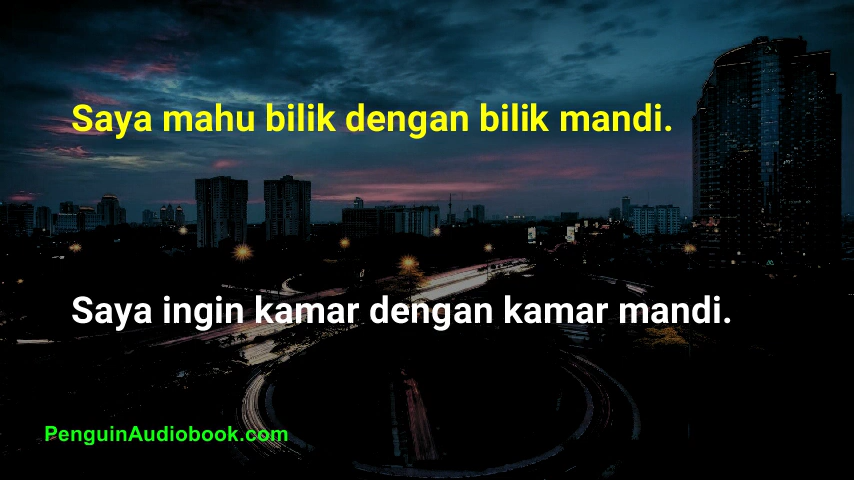 Saya mahu bilik dengan bilik mandi.
Saya ingin kamar dengan kamar mandi.
PenguinAudiobook.com